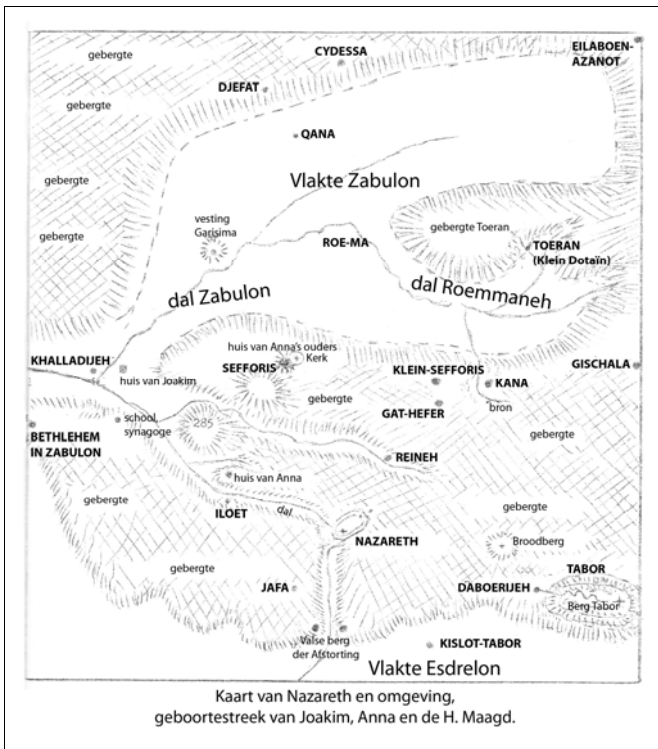 gebergte
CYDESSA
EILABOEN-
AZANOT
DJEFAT
gebergte
QANA
Vlakte Zabulon
gebergte
vesting
Garisima
gebergte Toeran
gebergte
ROE-MA
TOERAN
(Klein Dotaïn)
dal Zabulon
dal Roemmaneh
huis van Anna's ouders
Kerk
KHALLADIJEH
SEFFORIS
KLEIN-SEFFORIS
GISCHALA
huis van Joakim
KANA
gebergte
bron
GAT-HEFER
school,
synagoge
285
BETHLEHEM
IN ZABULON
gebergte
REINEH
huis van Anna
gebergte
ILOET
dal
gebergte
NAZARETH
Broodberg
gebergte
TABOR
JAFA
DABOERIJEH
Berg Tabor
Valse berg
der Afstorting
KISLOT-TABOR
Vlakte Esdrelon
Kaart van Nazareth en omgeving,
geboortestreek van Joakim, Anna en de H. Maagd.